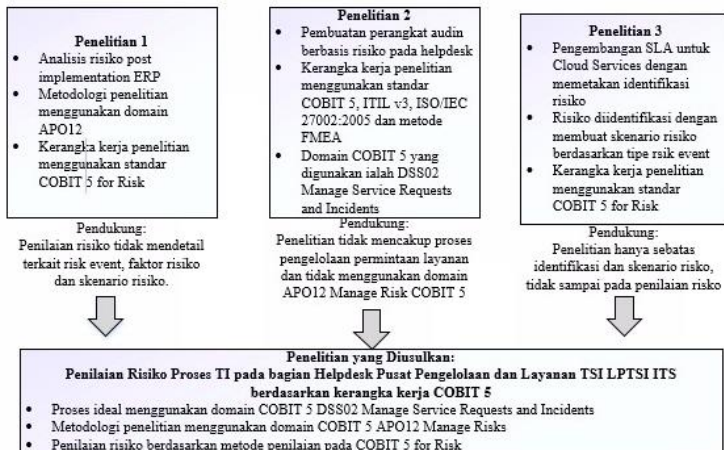 Penelitian 1
• Analisis risiko post
implementation ERP
• Metodologi penelitian
menggunakan domain
APO12
• Kerangka kerja penelitian
menggunakan standar
COBIT 5 for Risk
Pendukung:
Penilaian risiko tidak mendetail
terkait risk event, faktor risiko
dan skenario risiko.
Penelitian 2
• Pembuatan perangkat audin
berbasis risiko pada helpdesk
• Kerangka kerja penelitian
menggunakan standar
COBIT 5, ITIL v3, ISO/IEC
27002:2005 dan metode
FMEA
• Domain COBIT 5 yang
digunakan ialah DSS02
Manage Service Requests
and Incidents
Pendukung:
Penelitian tidak mencakup proses
pengelolaan permintaan layanan
dan tidak menggunakan domain
APO12 Manage Risk COBIT 5
Penelitian 3
• Pengembangan SLA untuk
Cloud Services dengan
memetakan identifikasi
risiko
• Risiko diidentifikasi dengan
membuat skenario risiko
berdasarkan tipe rsik event
• Kerangka kerja penelitian
menggunakan standar
COBIT 5 for Risk
Pendukung:
Penelitian hanya sebatas
identifikasi dan skenario risiko,
tidak sampai pada penilaian risiko
Penelitian yang Diusulkan:
Penilaian Risiko Proses TI pada bagian Helpdesk Pusat Pengelolaan dan Layanan TSI LPTSI ITS
berdasarkan kerangka kerja COBIT 5
• Proses ideal menggunakan domain COBIT 5 DSS02 Manage Service Requests and Incidents
• Metodologi penelitian menggunakan domain COBIT 5 APO12 Manage Risks
• Penilaian risiko berdasarkan metode penilaian pada COBIT 5 for Risk